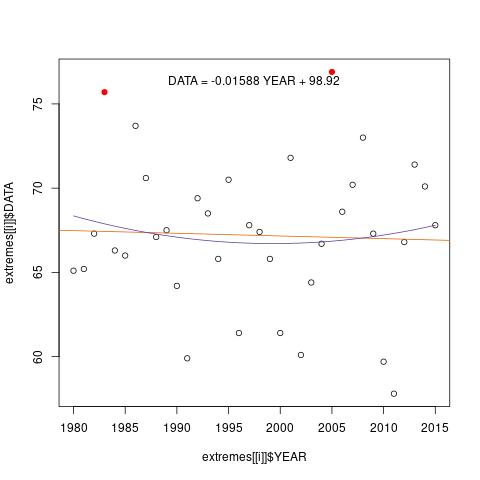 DATA = -0.01588 YEAR + 98.92
75
70
65
60
extremes[[i]]$DATA
1980 1985 1990 1995 2000 2005 2010 2015
extremes[[i]]$YEAR